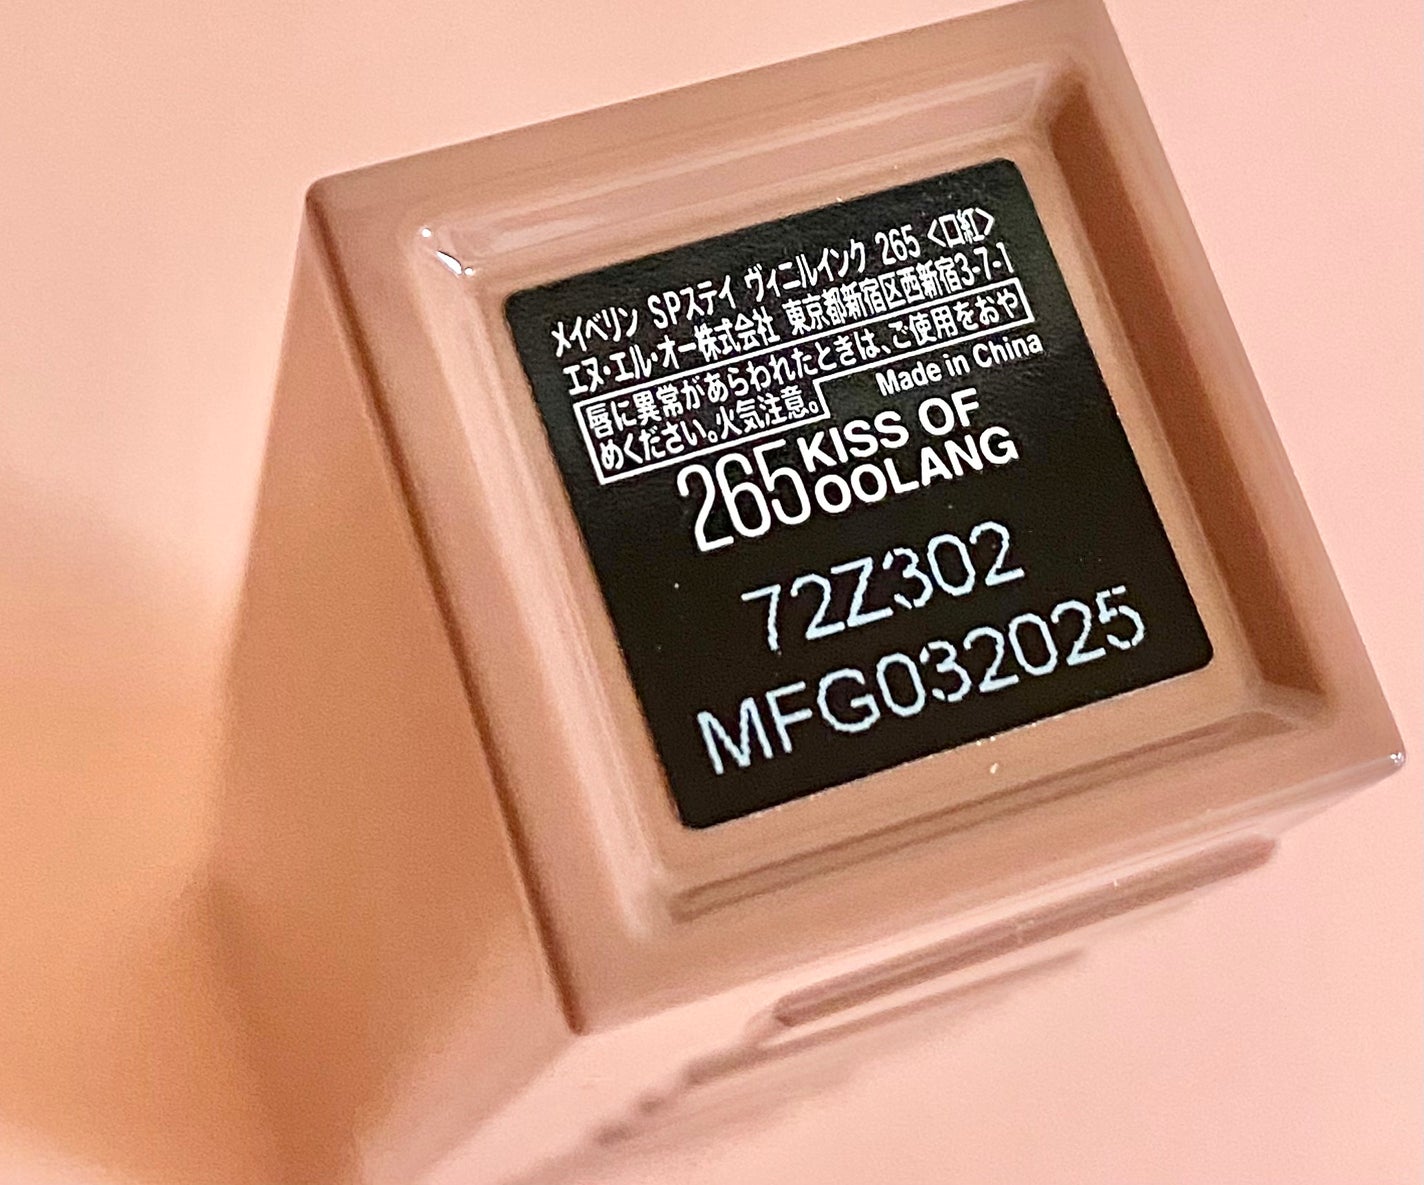 メイベリン SPステイ ヴィニルインク 265 <口紅>
エヌ・エル・オー株式会社 東京都新宿区西新宿3-7-1
唇に異常があらわれたときは、ご使用をおや
めください。火気注意。
Made in China
265 KISS OF
OOLANG
72Z302
MFG032025